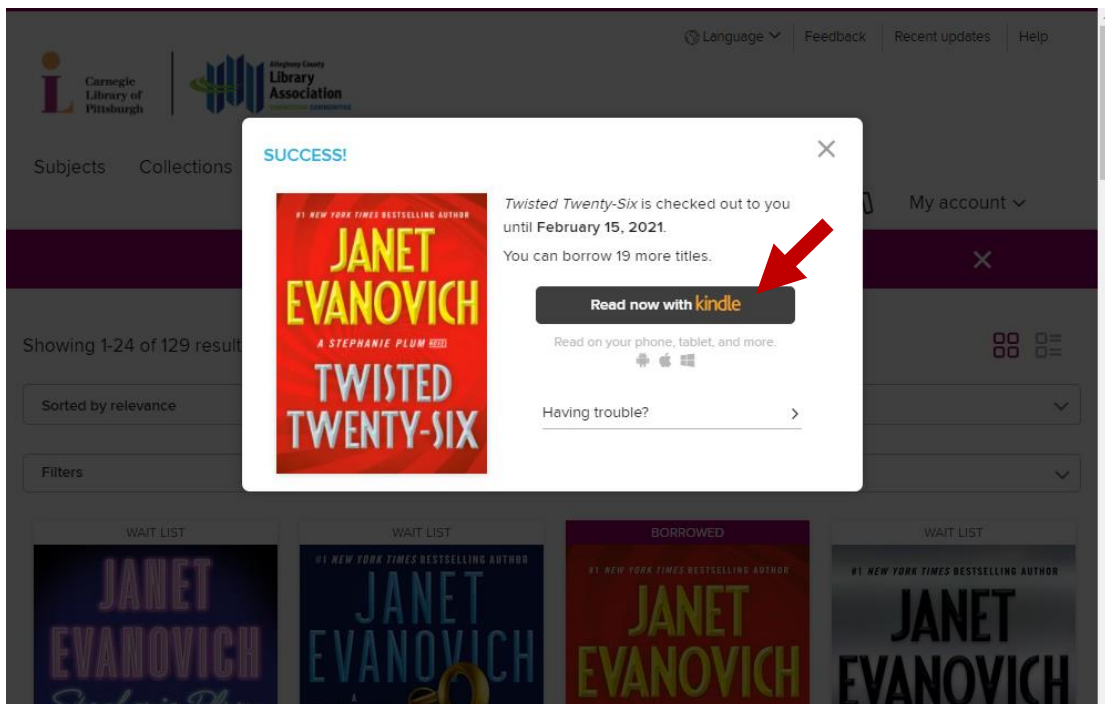 Language
Feedback
Recent updates
Help
Carnegie
Library of
Pittsburgh
Allegheny County
Library
Association
Subjects
Collections
My account
SUCCESS!
#1 NEW YORK TIMES BESTSELLING AUTHOR
JANET
EVANOVICH
A STEPHANIE PLUM
TWISTED
TWENTY-SIX
Twisted Twenty-Six is checked out to you
until February 15, 2021.
You can borrow 19 more titles.
Read now with kindle
Read on your phone, tablet, and more.
Having trouble?
Showing 1-24 of 129 result
Sorted by relevance
Filters
WAIT LIST
JANET
EVANOVICH
WAIT LIST
#1 NEW YORK TIMES BESTSELLING AUTHOR
JANET
EVANOVICH
BORROWED
#1 NEW YORK TIMES BESTSELLING AUTHOR
JANET
EVANOVICH
WAIT LIST
#1 NEW YORK TIMES BESTSELLING AUTHOR
JANET
EVANOVICH